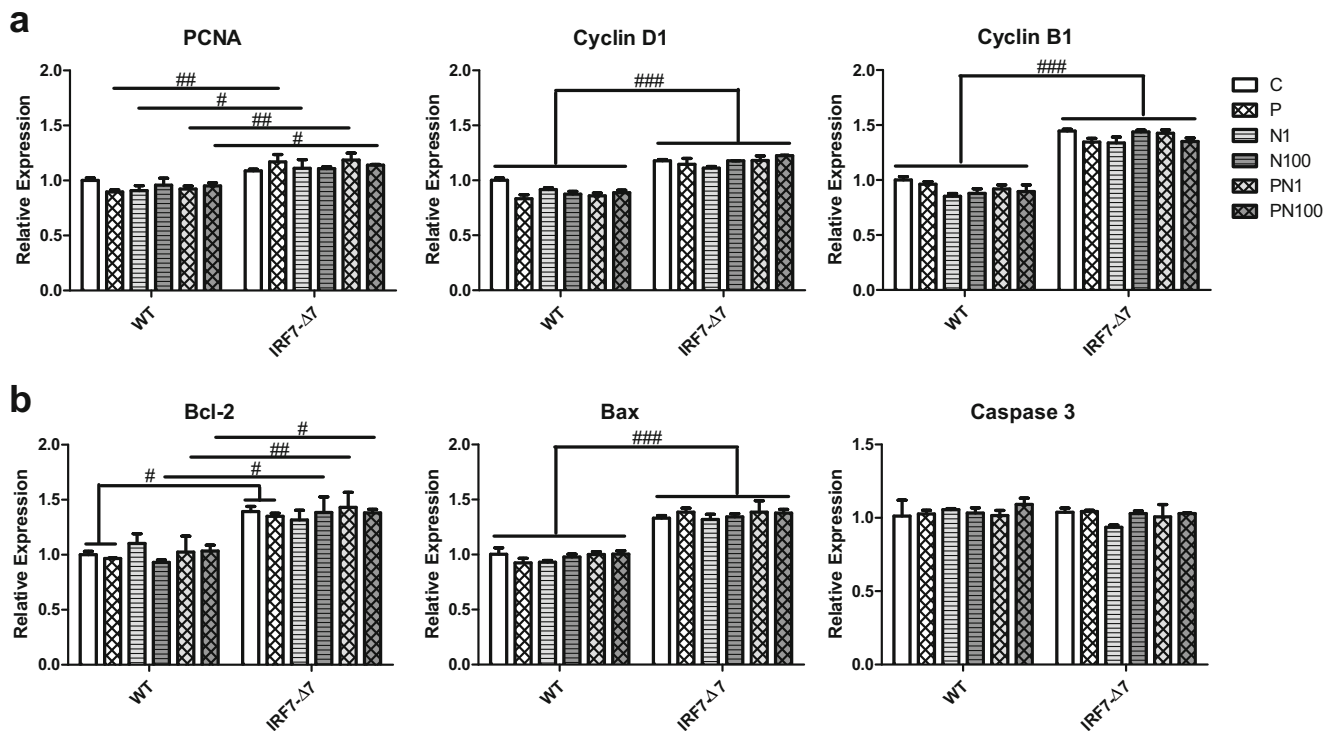 a
PCNA
Relative Expression
2.0
1.5
1.0
0.5
0.0
##
#
##
#
WT
IRF7-Δ7
Cyclin D1
Relative Expression
2.0
1.5
1.0
0.5
0.0
###
WT
IRF7-Δ7
Cyclin B1
Relative Expression
2.0
1.5
1.0
0.5
0.0
###
WT
IRF7-Δ7
C
P
N1
N100
PN1
PN100
b
Bcl-2
Relative Expression
2.0
1.5
1.0
0.5
0.0
#
##
#
#
WT
IRF7-Δ7
Bax
Relative Expression
2.0
1.5
1.0
0.5
0.0
###
WT
IRF7-Δ7
Caspase 3
Relative Expression
1.5
1.0
0.5
0.0
WT
IRF7-Δ7